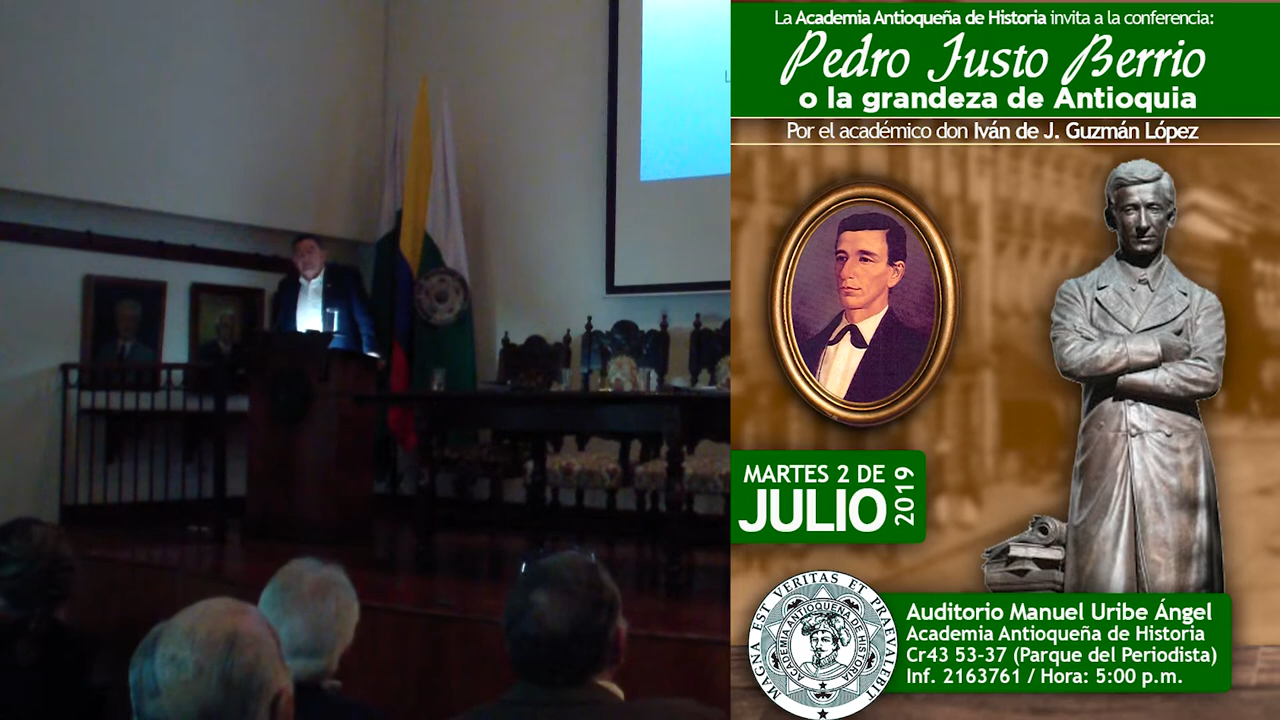 La Academia Antioqueña de Historia invita a la conferencia:
Pedro Justo Berrio
o la grandeza de Antioquia
Por el académico don Iván de J. Guzmán López
MARTES 2 DE
JULIO 2019
MAGNA EST VERITAS ET PRAEVALEBIT
ACADEMIA ANTIOQUEÑA DE HISTORIA
Auditorio Manuel Uribe Ángel
Academia Antioqueña de Historia
Cr43 53-37 (Parque del Periodista)
Inf. 2163761 / Hora: 5:00 p.m.